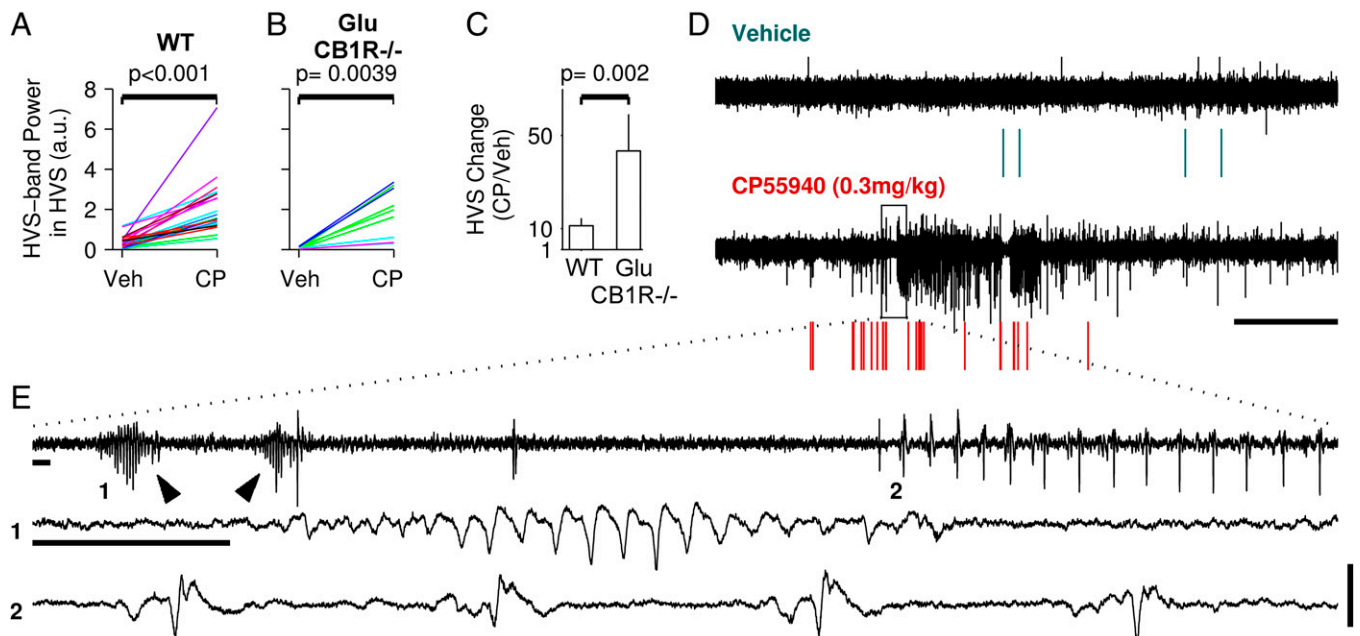 A
WT
p<0.001
HVS–band Power
in HVS (a.u.)
8
6
4
2
0
Veh
CP
B
Glu
CB1R-/-
p= 0.0039
Veh
CP
C
p= 0.002
HVS Change
(CP/Veh)
50
10
1
WT
Glu
CB1R-/-
D
Vehicle
CP55940 (0.3mg/kg)
E
1
2
1
2